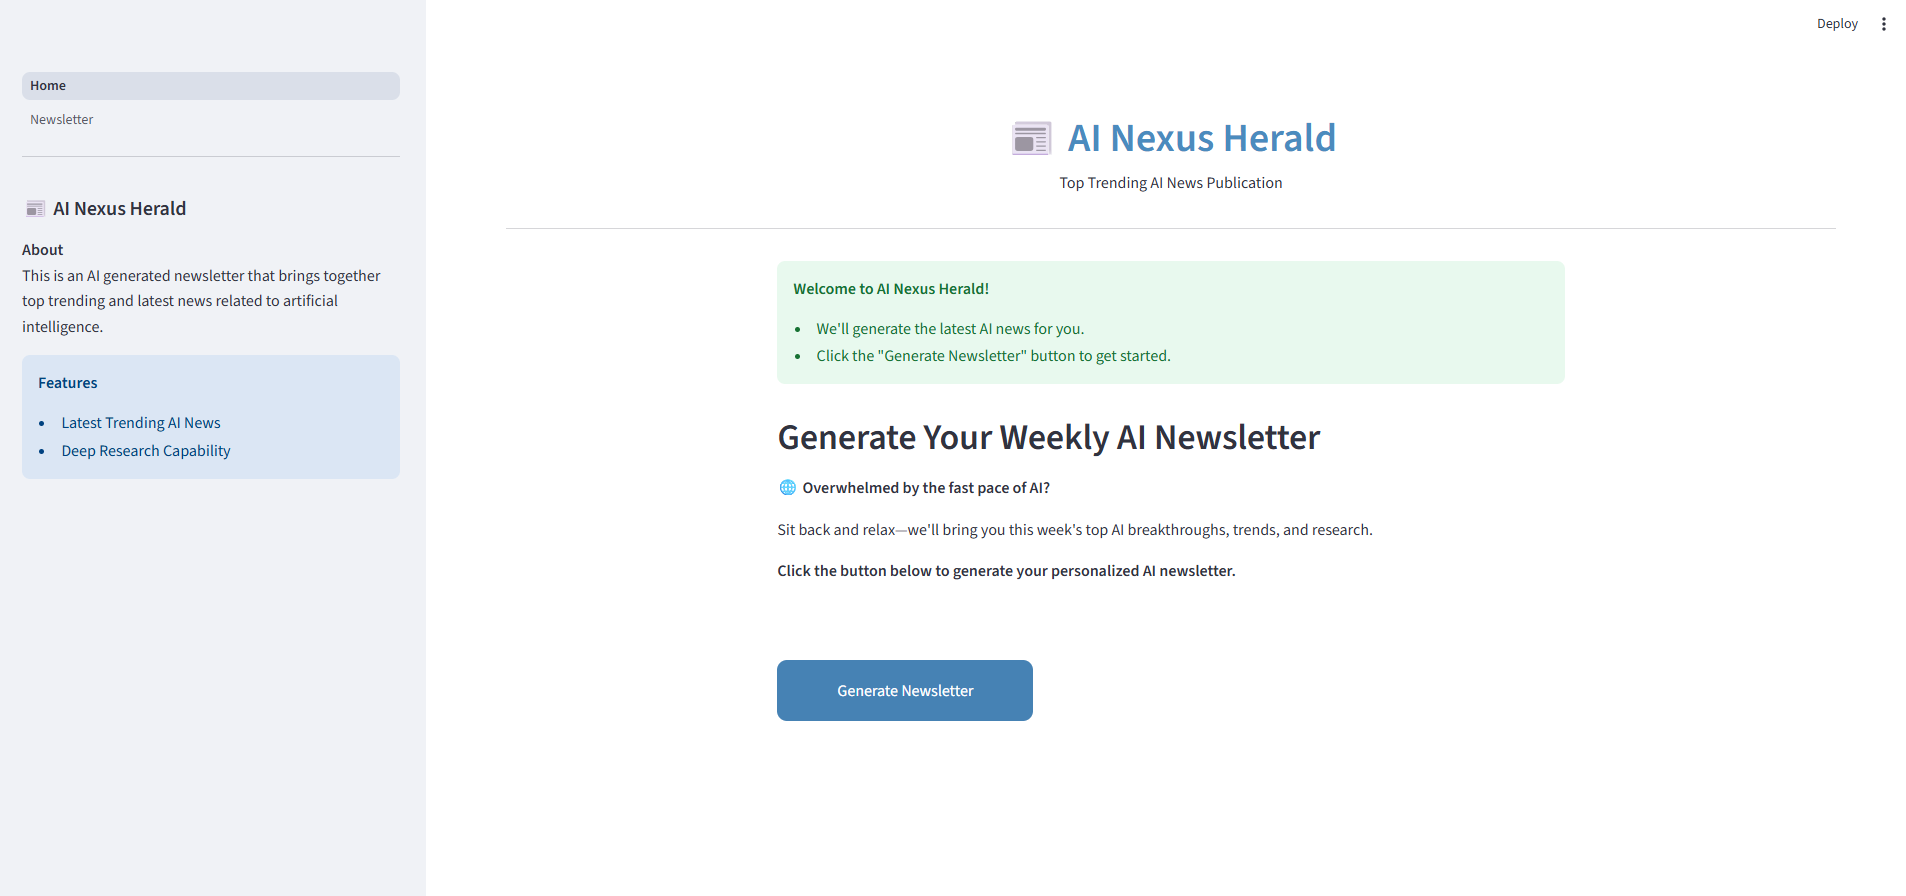 Deploy
Home
Newsletter
AI Nexus Herald
About
This is an AI generated newsletter that brings together
top trending and latest news related to artificial
intelligence.
Features
• Latest Trending AI News
• Deep Research Capability
AI Nexus Herald
Top Trending AI News Publication
Welcome to AI Nexus Herald!
• We'll generate the latest AI news for you.
• Click the "Generate Newsletter" button to get started.
Generate Your Weekly AI Newsletter
Overwhelmed by the fast pace of AI?
Sit back and relax—we'll bring you this week's top AI breakthroughs, trends, and research.
Click the button below to generate your personalized AI newsletter.
Generate Newsletter